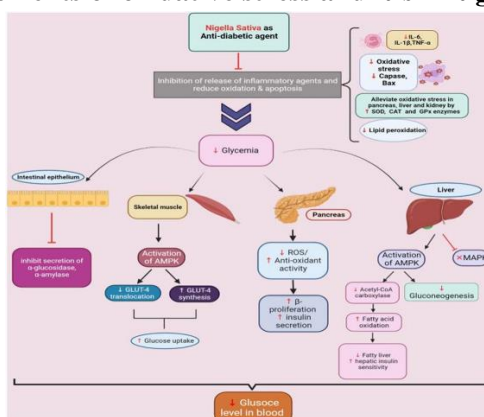 Nigella Sativa
as Anti-diabetic agent
Inhibition of release of inflammatory agents and
reduce oxidation & apoptosis
↓IL-6,
IL-1β,TNF-α
↓ Oxidative
stress
↓ Capase,
Bax
Alleviate oxidative stress in
pancreas, liver and kidney by
↑ SOD, CAT and GPx enzymes
↓ Lipid peroxidation
↓ Glycemia
Intestinal epithelium
inhibit secretion of
α-glucosidase,
α-amylase
Skeletal muscle
Activation
of AMPK
↓ GLUT-4
translocation
↑ GLUT-4
synthesis
↑ Glucose uptake
Pancreas
↓ ROS/
↑ Anti-oxidant
activity
↑ β-
proliferation
↑ insulin
secretion
Liver
Activation
of AMPK
×MAPK
↓ Acetyl-CoA
carboxylase
↓
Gluconeogenesis
↑ Fatty acid
oxidation
↓ Fatty liver
↑ hepatic insulin
sensitivity
↓ Glusoce
level in blood